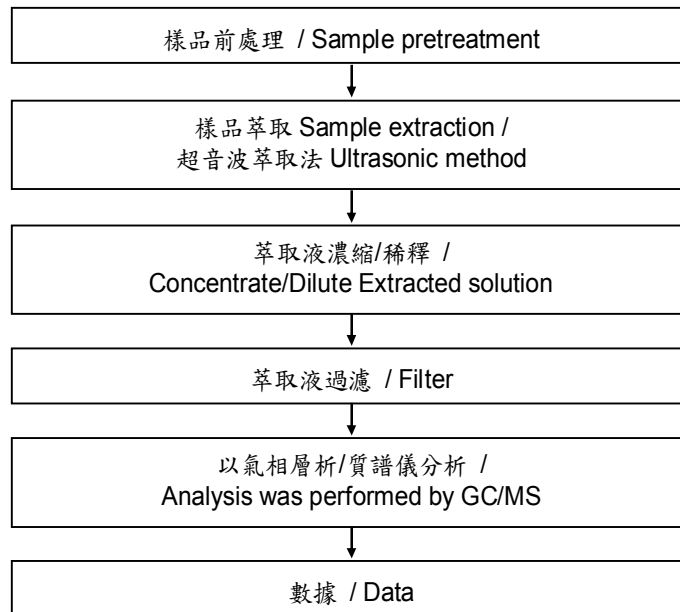 樣品前處理 / Sample pretreatment
樣品萃取 Sample extraction /
超音波萃取法 Ultrasonic method
萃取液濃縮/稀釋 /
Concentrate/Dilute Extracted solution
萃取液過濾 / Filter
以氣相層析/質譜儀分析 /
Analysis was performed by GC/MS
數據 / Data